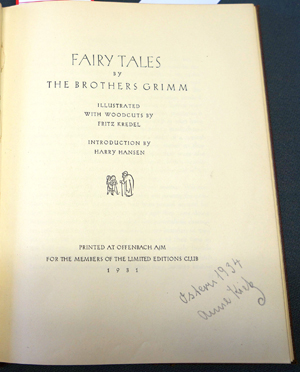 FAIRY TALES
BY
THE BROTHERS GRIMM
ILLUSTRATED
WITH WOODCUTS BY
FRITZ KREDEL
INTRODUCTION BY
HARRY HANSEN
PRINTED AT OFFENBACH A/M
FOR THE MEMBERS OF THE LIMITED EDITIONS CLUB
1931
Ostern 1934
Anna